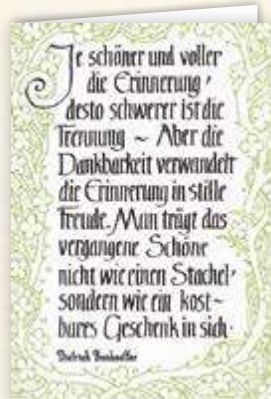 Je schöner und voller
die Erinnerung,
desto schwerer ist die
Trennung ~ Aber die
Dankbarkeit verwandelt
die Erinnerung in stille
Freude. Man trägt das
vergangene Schöne
nicht wie einen Stachel,
sondern wie ein kost-
bares Geschenk in sich.
Dietrich Bonhoeffer